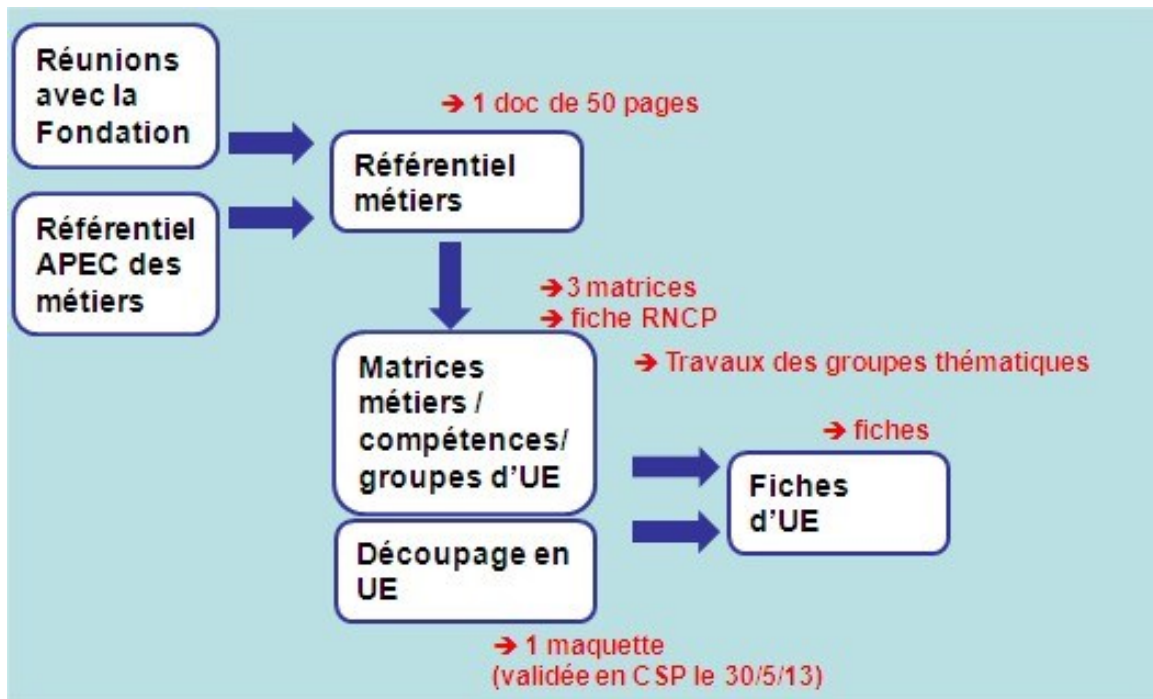 Réunions
avec la
Fondation
➔ 1 doc de 50 pages
Référentiel
métiers
Référentiel
APEC des
métiers
➔ 3 matrices
➔ fiche RNCP
Matrices
métiers /
compétences/
groupes d'UE
➔ Travaux des groupes thématiques
➔ fiches
Fiches
d'UE
Découpage en
UE
➔ 1 maquette
(validée en CSP le 30/5/13)